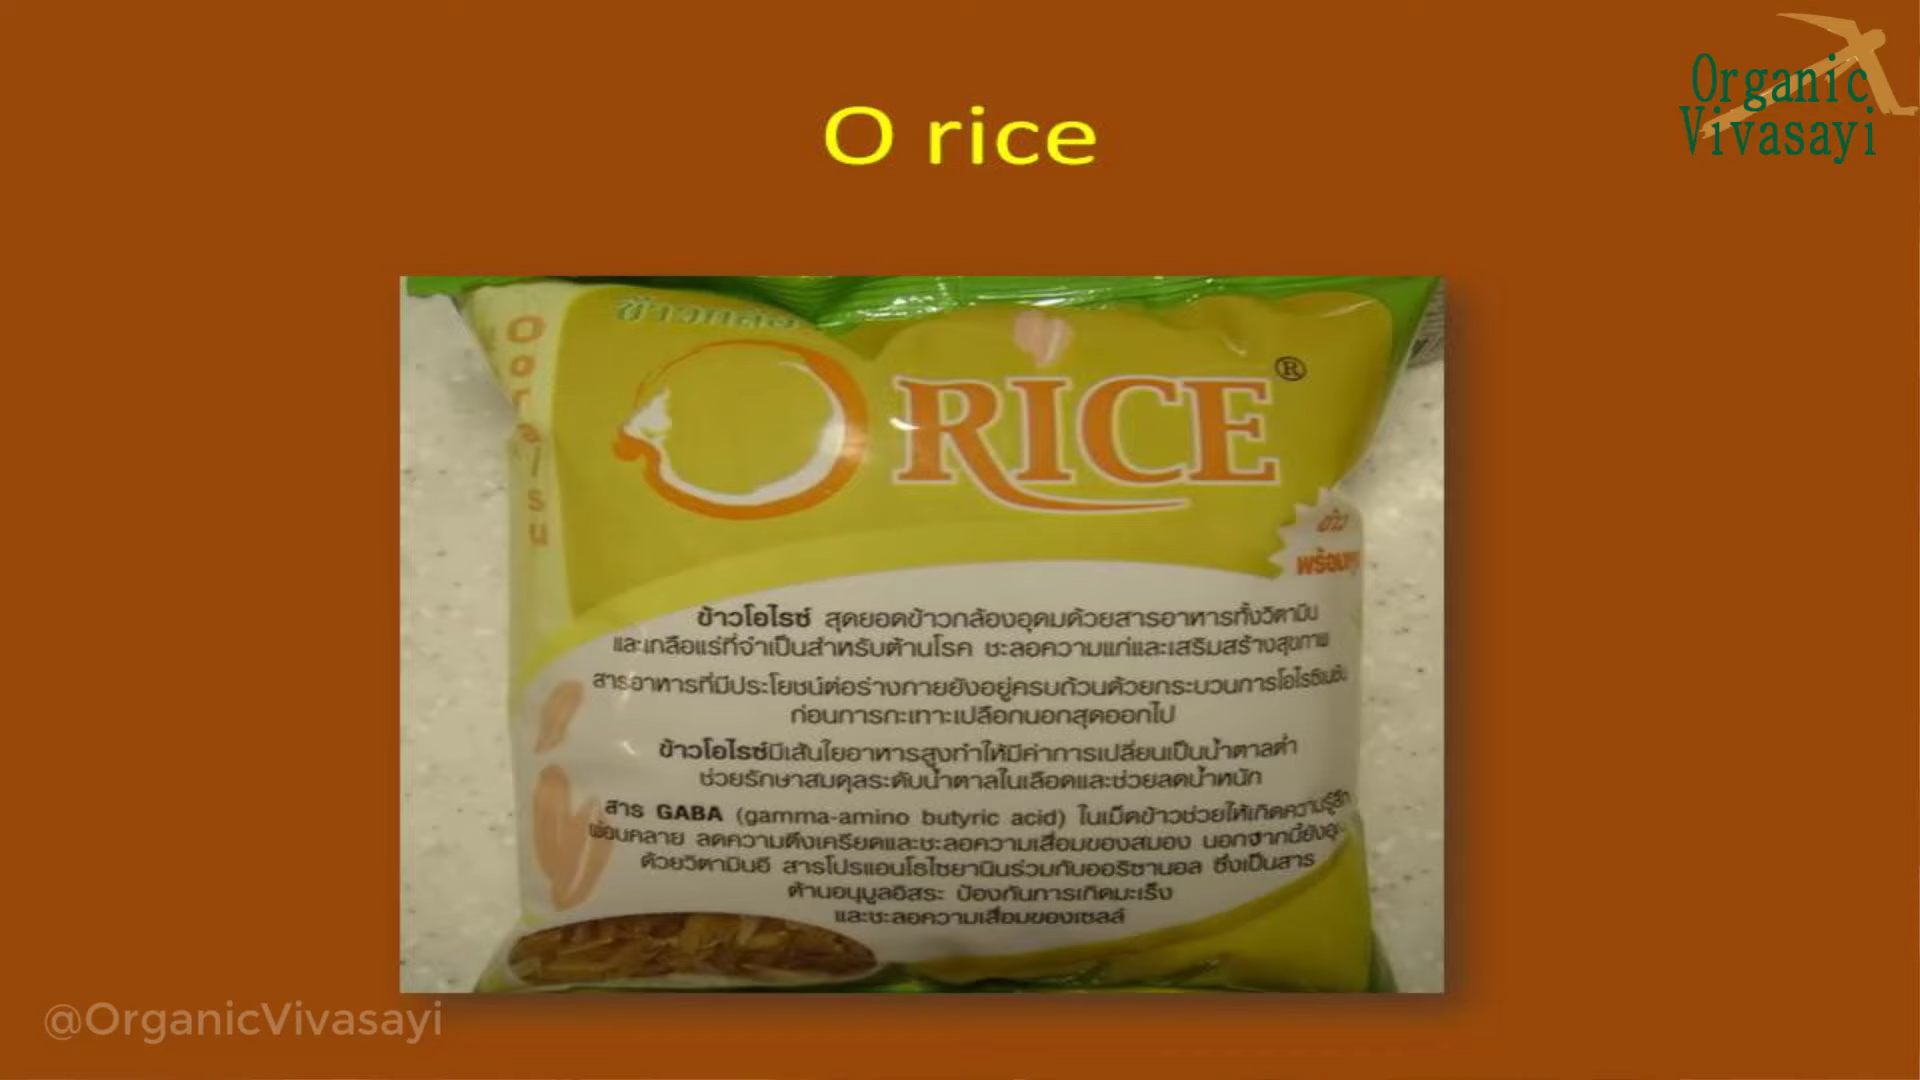 O rice
Organic
Vivasayi
ข้าวกล้อ
O RiCE®
ข้าว
ข้าวโอไรซ์ สุดยอดข้าวกล้องอุดมด้วยสารอาหารทั้งวิตามิน
และเกลือแร่ที่จำเป็นสำหรับต้านโรค ชะลอความแก่และเสริมสร้างสุขภาพ
สารอาหารที่มีประโยชน์ต่อร่างกายยังอยู่ครบถ้วนด้วยกระบวนการโอไรซิเนชั่น
ก่อนการกะเทาะเปลือกนอกสุดออกไป
ข้าวโอไรซ์มีเส้นใยอาหารสูงทำให้มีค่าการเปลี่ยนเป็นน้ำตาลต่ำ
ช่วยรักษาสมดุลระดับน้ำตาลในเลือดและช่วยลดน้ำหนัก
สาร GABA (gamma-amino butyric acid) ในเม็ดข้าวช่วยให้เกิดความรู้สึก
ผ่อนคลาย ลดความตึงเครียดและชะลอความเสื่อมของสมอง นอกจากนี้ยัง
ด้วยวิตามินอี สารโปรแอนโธไซยานินร่วมกับออริซานอล ซึ่งเป็นสาร
ต้านอนุมูลอิสระ ป้องกันการเกิดมะเร็ง
และชะลอความเสื่อมของเซลล์
@OrganicVivasayi